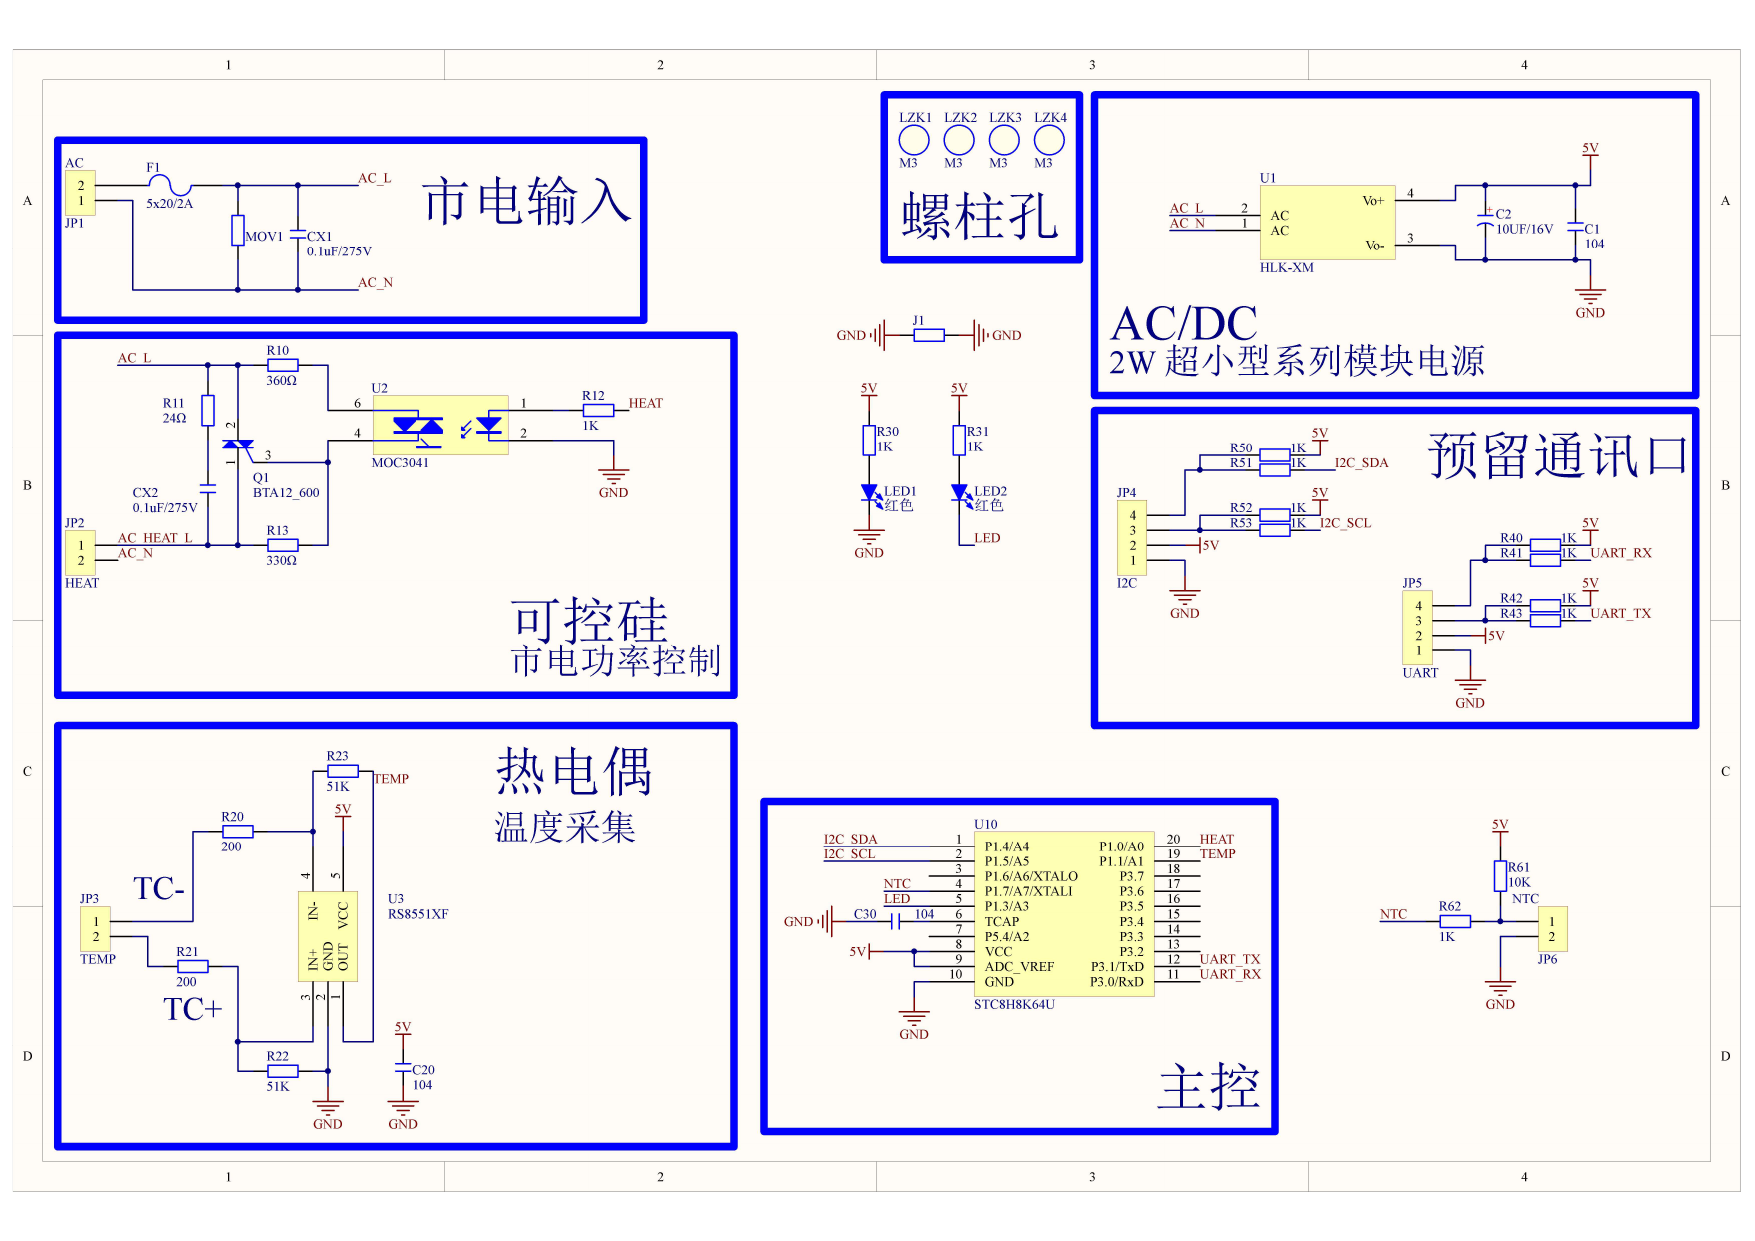 1 2 3 4
A
B
C
D
AC
2
1
JP1
F1
5x20/2A
AC_L
MOV1
CX1
0.1uF/275V
AC_N
市电输入
LZK1 LZK2 LZK3 LZK4
M3 M3 M3 M3
螺柱孔
U1
AC_L 2 AC
AC_N 1 AC
Vo+ 4
Vo- 3
HLK-XM
5V
+
C2
10UF/16V
C1
104
GND
AC/DC
2W 超小型系列模块电源
AC_L
R10
360Ω
R11
24Ω
U2
6
4
1
2
MOC3041
R12
1K
HEAT
GND
2
1
3
Q1
BTA12_600
CX2
0.1uF/275V
JP2
1 AC_HEAT_L
2 AC_N
HEAT
R13
330Ω
可控硅
市电功率控制
GND J1 GND
5V 5V
R30 R31
1K 1K
LED1 LED2
红色 红色
GND
LED
预留通讯口
5V
R50 1K
R51 1K I2C_SDA
5V
R52 1K
R53 1K I2C_SCL
JP4
4
3
2 5V
1
I2C
GND
5V
R40 1K
R41 1K UART_RX
5V
R42 1K
R43 1K UART_TX
JP5
4
3
2 5V
1
UART
GND
热电偶
温度采集
R23
51K
TEMP
5V
R20
200
TC-
4 5
IN- VCC
U3
RS8551XF
IN+ GND OUT
3 2 1
JP3
1
2
TEMP
R21
200
TC+
R22
51K
GND
5V
C20
104
GND
U10
I2C_SDA 1 P1.4/A4 P1.0/A0 20 HEAT
I2C_SCL 2 P1.5/A5 P1.1/A1 19 TEMP
3 P1.6/A6/XTALO P3.7 18
NTC 4 P1.7/A7/XTALI P3.6 17
LED 5 P1.3/A3 P3.5 16
GND C30 104 6 TCAP P3.4 15
7 P5.4/A2 P3.3 14
5V 8 VCC P3.2 13
9 ADC_VREF P3.1/TxD 12 UART_TX
10 GND P3.0/RxD 11 UART_RX
STC8H8K64U
GND
主控
5V
R61
10K
NTC
NTC R62
1K
1
2
JP6
GND
A
B
C
D
1 2 3 4